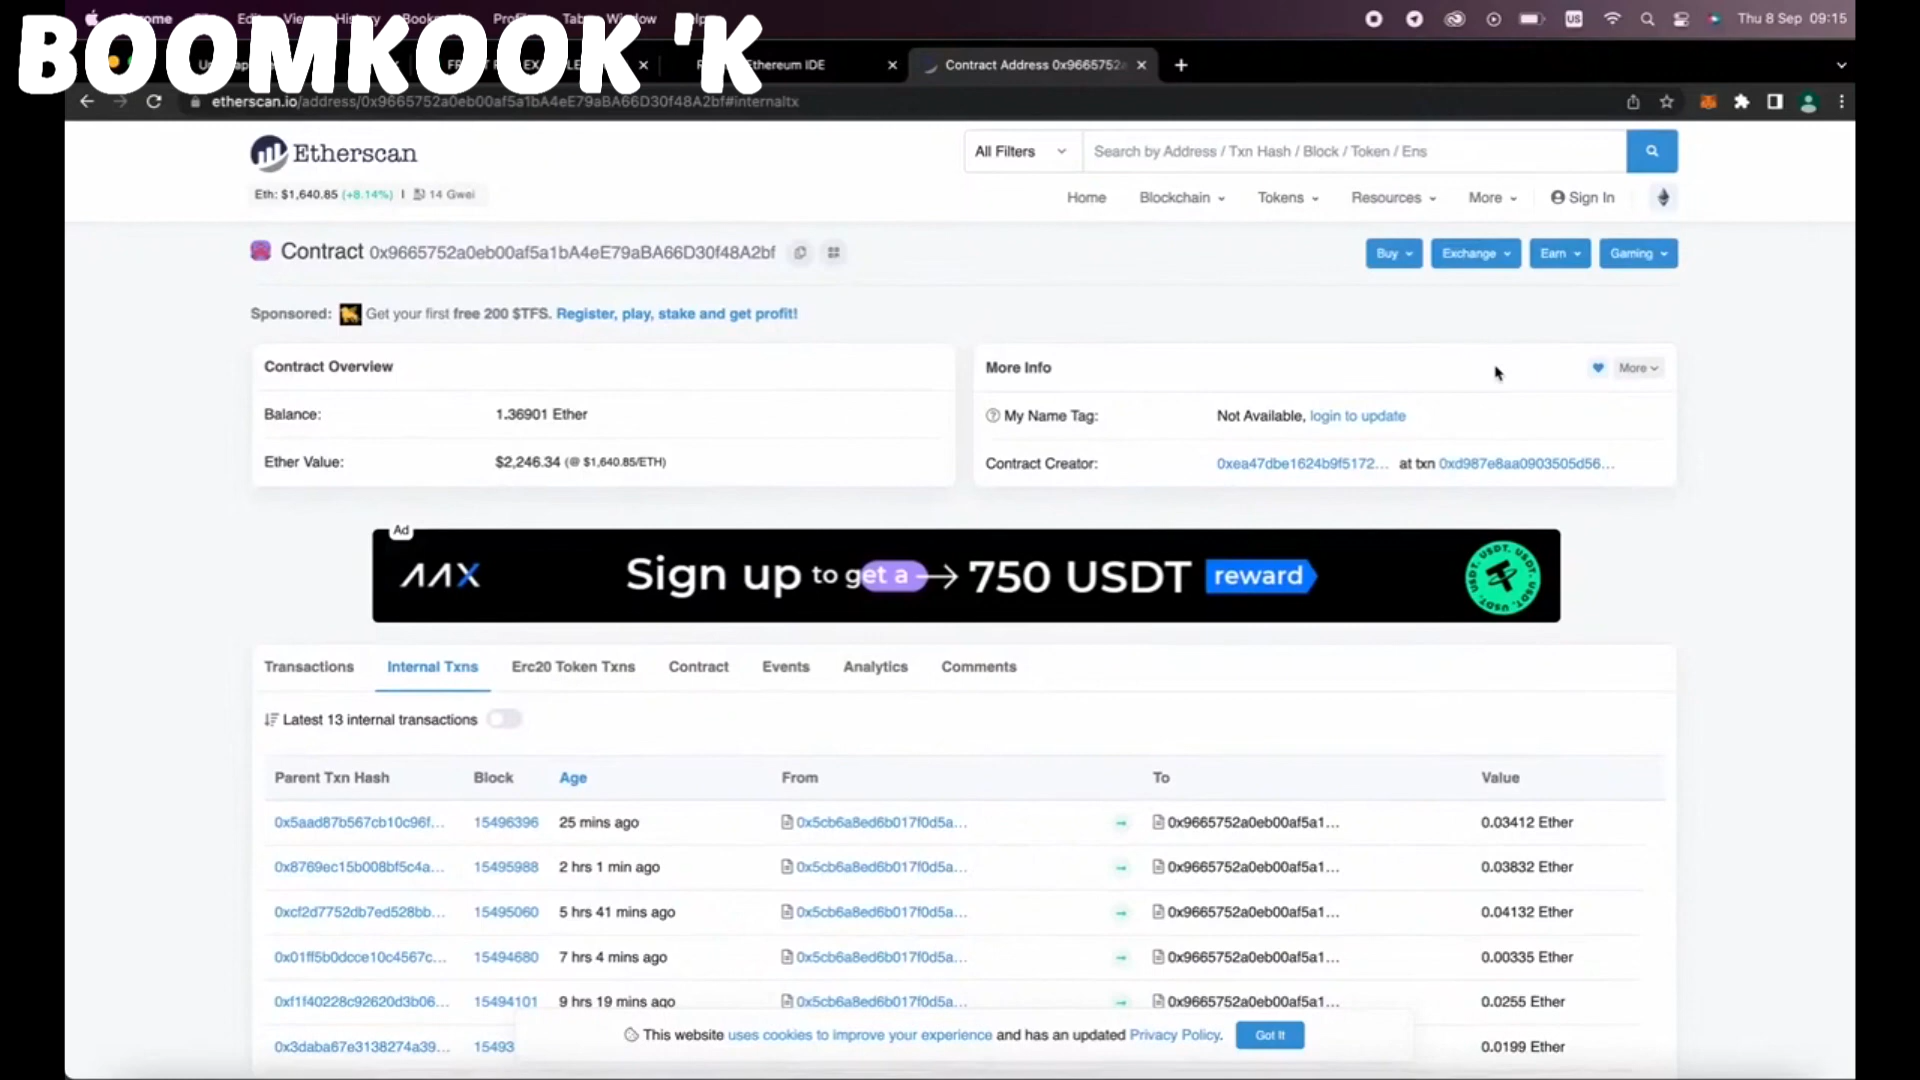 BOOMKOOK 'K
View History Window
Thu 8 Sep 09:15
Ethereum IDE
Contract Address 0x9665752a
etherscan.io/address/0x9665752a0eb00af5a1bA4eE79aBA66D30f48A2bf#internaltx
Etherscan
All Filters
Search by Address / Txn Hash / Block / Token / Ens
Eth: $1,640.85 (+8.14%) | 14 Gwei
Home Blockchain Tokens Resources More Sign In
Contract 0x9665752a0eb00af5a1bA4eE79aBA66D30f48A2bf
Buy Exchange Earn Gaming
Sponsored: Get your first free 200 $TFS. Register, play, stake and get profit!
Contract Overview
Balance: 1.36901 Ether
Ether Value: $2,246.34 (@ $1,640.85/ETH)
More Info
More
My Name Tag: Not Available, login to update
Contract Creator: 0xea47dbe1624b9f5172... at txn 0xd987e8aa0903505d56...
Ad
AAX
Sign up to get a → 750 USDT reward
USDT. USDT. USDT. USDT.
Transactions Internal Txns Erc20 Token Txns Contract Events Analytics Comments
Latest 13 internal transactions
Parent Txn Hash Block Age From To Value
0x5aad87b567cb10c96f... 15496396 25 mins ago 0x5cb6a8ed6b017f0d5a... → 0x9665752a0eb00af5a1... 0.03412 Ether
0x8769ec15b008bf5c4a... 15495988 2 hrs 1 min ago 0x5cb6a8ed6b017f0d5a... → 0x9665752a0eb00af5a1... 0.03832 Ether
0xcf2d7752db7ed528bb... 15495060 5 hrs 41 mins ago 0x5cb6a8ed6b017f0d5a... → 0x9665752a0eb00af5a1... 0.04132 Ether
0x01ff5b0dcce10c4567c... 15494680 7 hrs 4 mins ago 0x5cb6a8ed6b017f0d5a... → 0x9665752a0eb00af5a1... 0.00335 Ether
0xf1f40228c92620d3b06... 15494101 9 hrs 19 mins ago 0x5cb6a8ed6b017f0d5a... → 0x9665752a0eb00af5a1... 0.0255 Ether
0x3daba67e3138274a39... 15493 0.0199 Ether
This website uses cookies to improve your experience and has an updated Privacy Policy. Got It